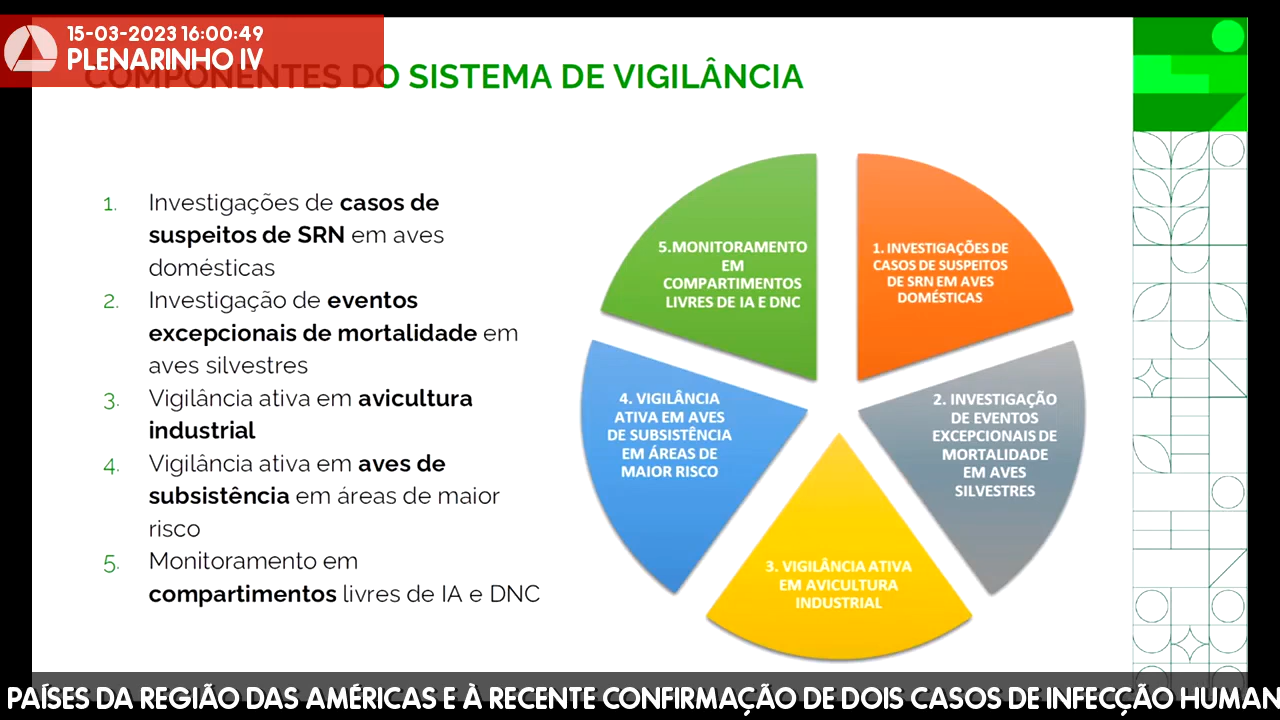 15-03-2023 16:00:49
PLENARINHO IV
COMPONENTES DO SISTEMA DE VIGILÂNCIA
1. Investigações de casos de
suspeitos de SRN em aves
domésticas
2. Investigação de eventos
excepcionais de mortalidade em
aves silvestres
3. Vigilância ativa em avicultura
industrial
4. Vigilância ativa em aves de
subsistência em áreas de maior
risco
5. Monitoramento em
compartimentos livres de IA e DNC
5.MONITORAMENTO
EM
COMPARTIMENTOS
LIVRES DE IA E DNC
1. INVESTIGAÇÕES DE
CASOS DE SUSPEITOS
DE SRN EM AVES
DOMÉSTICAS
4. VIGILÂNCIA
ATIVA EM AVES
DE SUBSISTÊNCIA
EM ÁREAS DE
MAIOR RISCO
2. INVESTIGAÇÃO
DE EVENTOS
EXCEPCIONAIS DE
MORTALIDADE
EM AVES
SILVESTRES
3. VIGILÂNCIA ATIVA
EM AVICULTURA
INDUSTRIAL
PAÍSES DA REGIÃO DAS AMÉRICAS E À RECENTE CONFIRMAÇÃO DE DOIS CASOS DE INFECÇÃO HUMAN